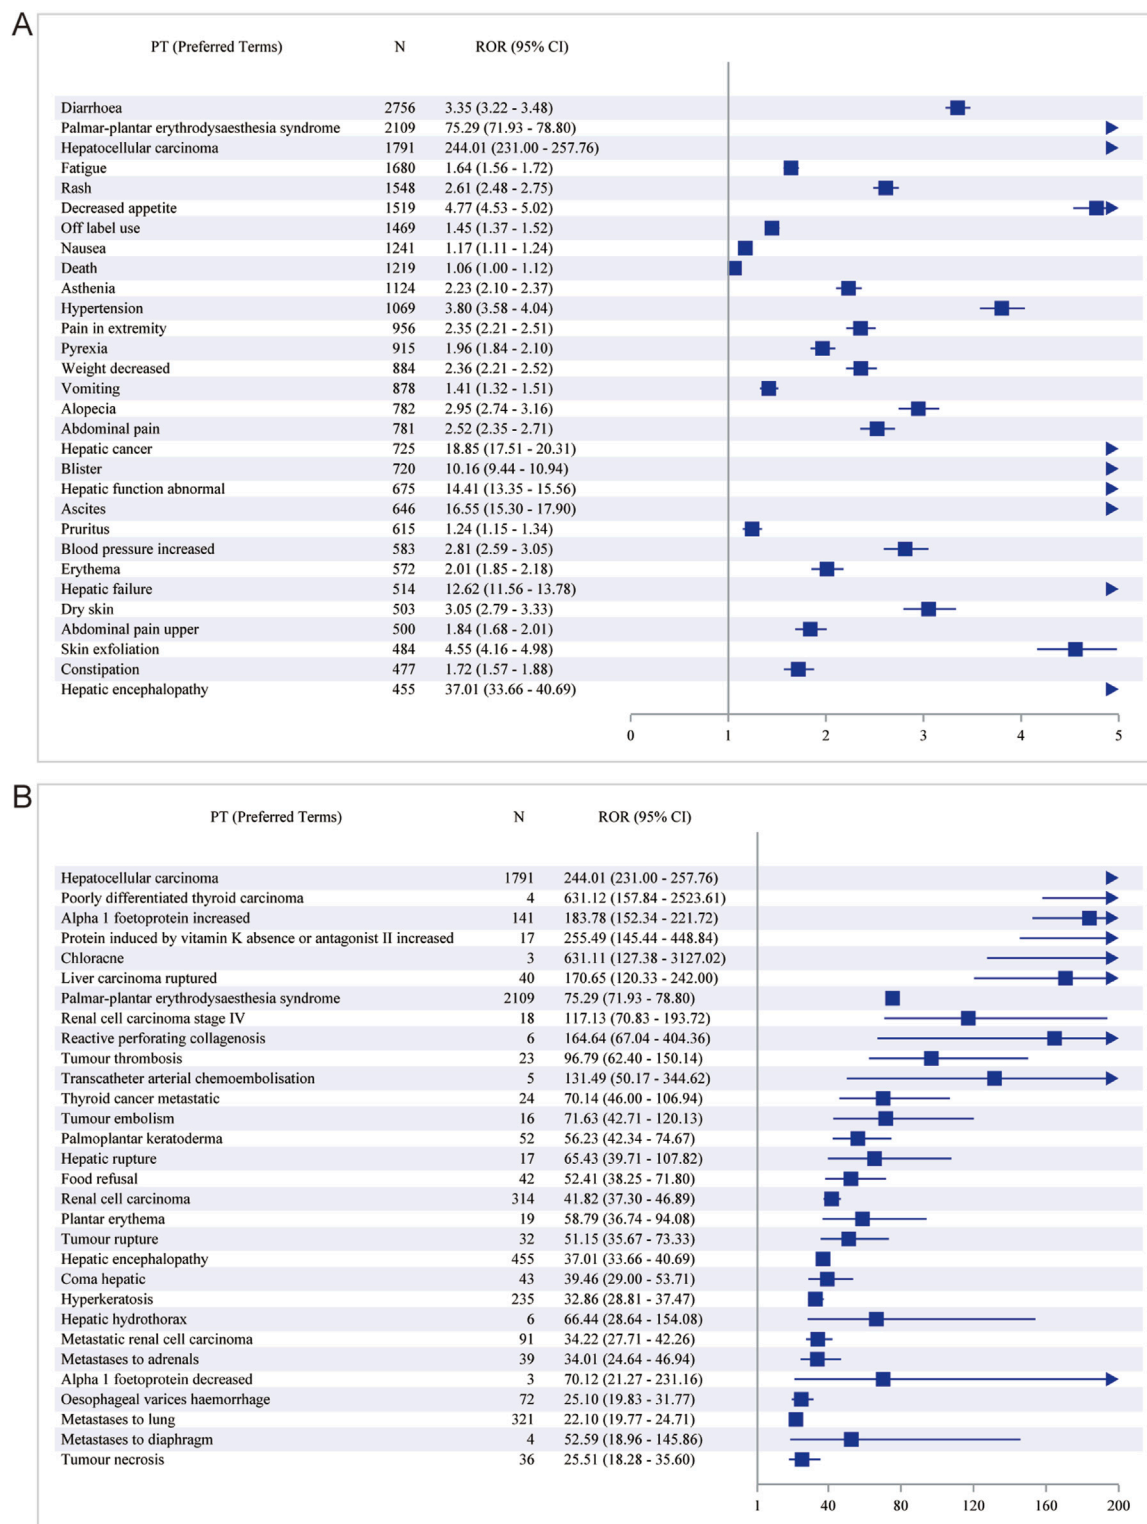 A
PT (Preferred Terms) N ROR (95% CI)
Diarrhoea 2756 3.35 (3.22 - 3.48)
Palmar-plantar erythrodysaesthesia syndrome 2109 75.29 (71.93 - 78.80)
Hepatocellular carcinoma 1791 244.01 (231.00 - 257.76)
Fatigue 1680 1.64 (1.56 - 1.72)
Rash 1548 2.61 (2.48 - 2.75)
Decreased appetite 1519 4.77 (4.53 - 5.02)
Off label use 1469 1.45 (1.37 - 1.52)
Nausea 1241 1.17 (1.11 - 1.24)
Death 1219 1.06 (1.00 - 1.12)
Asthenia 1124 2.23 (2.10 - 2.37)
Hypertension 1069 3.80 (3.58 - 4.04)
Pain in extremity 956 2.35 (2.21 - 2.51)
Pyrexia 915 1.96 (1.84 - 2.10)
Weight decreased 884 2.36 (2.21 - 2.52)
Vomiting 878 1.41 (1.32 - 1.51)
Alopecia 782 2.95 (2.74 - 3.16)
Abdominal pain 781 2.52 (2.35 - 2.71)
Hepatic cancer 725 18.85 (17.51 - 20.31)
Blister 720 10.16 (9.44 - 10.94)
Hepatic function abnormal 675 14.41 (13.35 - 15.56)
Ascites 646 16.55 (15.30 - 17.90)
Pruritus 615 1.24 (1.15 - 1.34)
Blood pressure increased 583 2.81 (2.59 - 3.05)
Erythema 572 2.01 (1.85 - 2.18)
Hepatic failure 514 12.62 (11.56 - 13.78)
Dry skin 503 3.05 (2.79 - 3.33)
Abdominal pain upper 500 1.84 (1.68 - 2.01)
Skin exfoliation 484 4.55 (4.16 - 4.98)
Constipation 477 1.72 (1.57 - 1.88)
Hepatic encephalopathy 455 37.01 (33.66 - 40.69)
0 1 2 3 4 5
B
PT (Preferred Terms) N ROR (95% CI)
Hepatocellular carcinoma 1791 244.01 (231.00 - 257.76)
Poorly differentiated thyroid carcinoma 4 631.12 (157.84 - 2523.61)
Alpha 1 foetoprotein increased 141 183.78 (152.34 - 221.72)
Protein induced by vitamin K absence or antagonist II increased 17 255.49 (145.44 - 448.84)
Chloracne 3 631.11 (127.38 - 3127.02)
Liver carcinoma ruptured 40 170.65 (120.33 - 242.00)
Palmar-plantar erythrodysaesthesia syndrome 2109 75.29 (71.93 - 78.80)
Renal cell carcinoma stage IV 18 117.13 (70.83 - 193.72)
Reactive perforating collagenosis 6 164.64 (67.04 - 404.36)
Tumour thrombosis 23 96.79 (62.40 - 150.14)
Transcatheter arterial chemoembolisation 5 131.49 (50.17 - 344.62)
Thyroid cancer metastatic 24 70.14 (46.00 - 106.94)
Tumour embolism 16 71.63 (42.71 - 120.13)
Palmoplantar keratoderma 52 56.23 (42.34 - 74.67)
Hepatic rupture 17 65.43 (39.71 - 107.82)
Food refusal 42 52.41 (38.25 - 71.80)
Renal cell carcinoma 314 41.82 (37.30 - 46.89)
Plantar erythema 19 58.79 (36.74 - 94.08)
Tumour rupture 32 51.15 (35.67 - 73.33)
Hepatic encephalopathy 455 37.01 (33.66 - 40.69)
Coma hepatic 43 39.46 (29.00 - 53.71)
Hyperkeratosis 235 32.86 (28.81 - 37.47)
Hepatic hydrothorax 6 66.44 (28.64 - 154.08)
Metastatic renal cell carcinoma 91 34.22 (27.71 - 42.26)
Metastases to adrenals 39 34.01 (24.64 - 46.94)
Alpha 1 foetoprotein decreased 3 70.12 (21.27 - 231.16)
Oesophageal varices haemorrhage 72 25.10 (19.83 - 31.77)
Metastases to lung 321 22.10 (19.77 - 24.71)
Metastases to diaphragm 4 52.59 (18.96 - 145.86)
Tumour necrosis 36 25.51 (18.28 - 35.60)
1 40 80 120 160 200